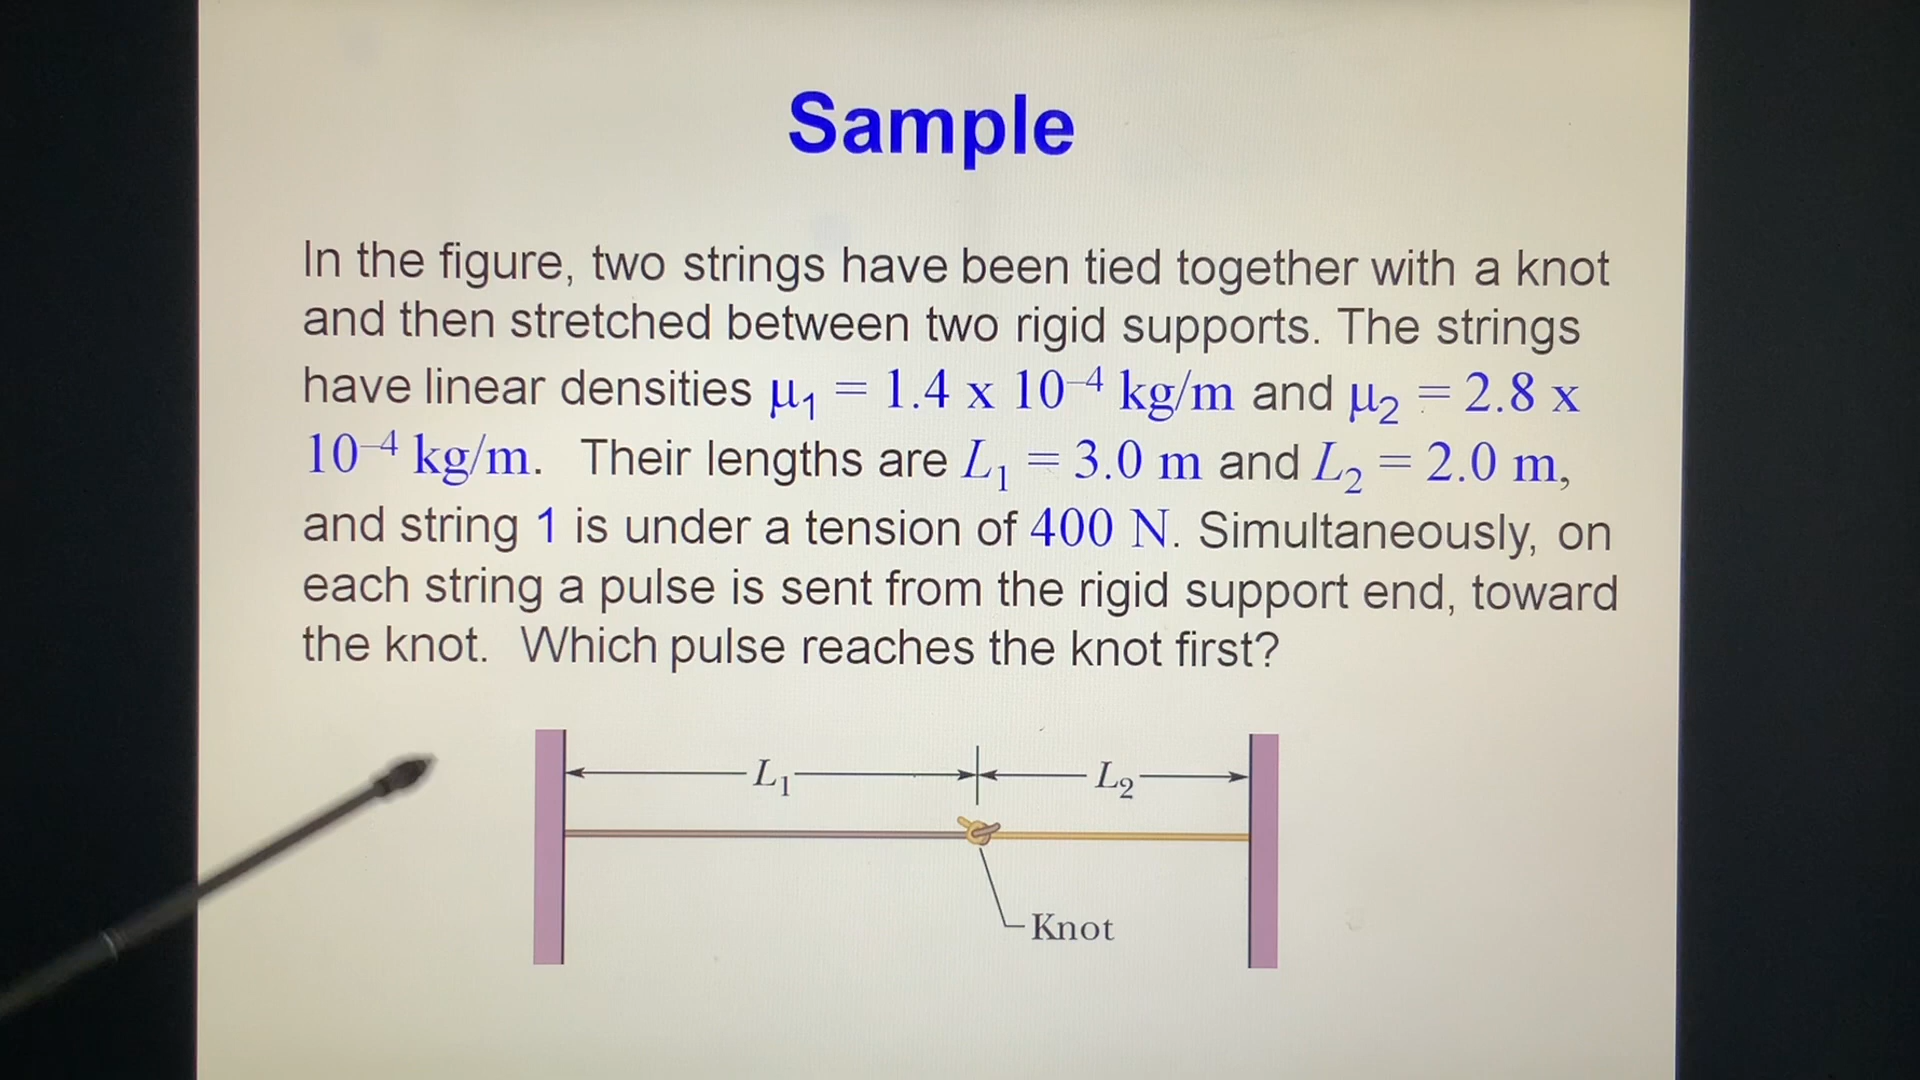 Sample
In the figure, two strings have been tied together with a knot
and then stretched between two rigid supports. The strings
have linear densities μ₁ = 1.4 x 10⁻⁴ kg/m and μ₂ = 2.8 x
10⁻⁴ kg/m. Their lengths are L₁ = 3.0 m and L₂ = 2.0 m,
and string 1 is under a tension of 400 N. Simultaneously, on
each string a pulse is sent from the rigid support end, toward
the knot. Which pulse reaches the knot first?
L₁ L₂
Knot